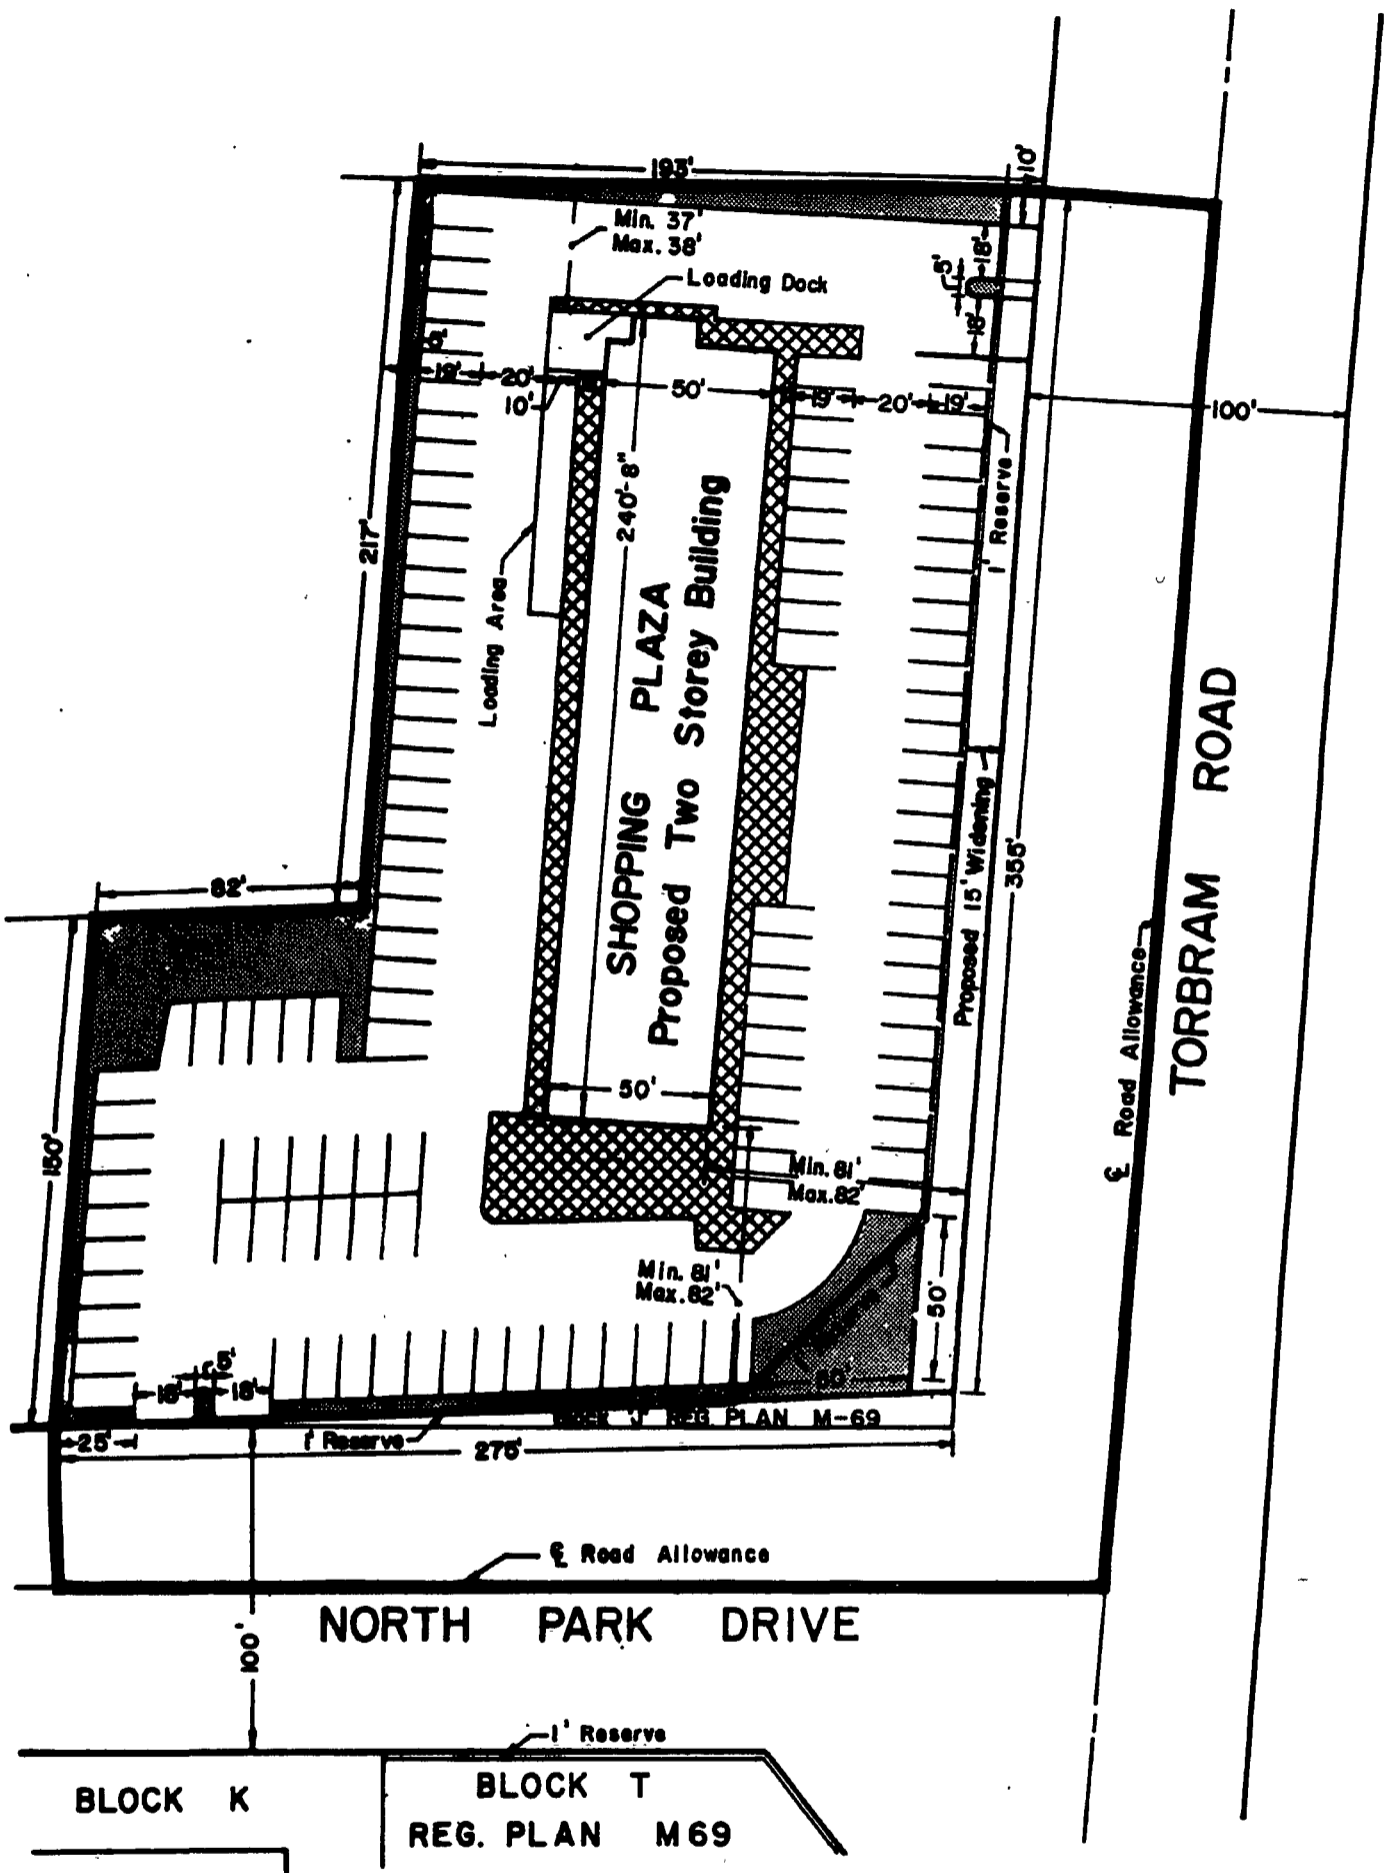 193'
10'
Min. 37'
Max. 38'
Loading Dock
5'
18'
18'
19'
20'
10'
50'
19'
20'
19'
100'
240'-8"
1' Reserve
217'
Loading Area
SHOPPING PLAZA
Proposed Two Storey Building
Proposed 15' Widening
355'
TORBRAM ROAD
℄ Road Allowance
82'
150'
50'
Min. 81'
Max. 82'
Min. 81'
Max. 82'
50'
5'
18'
18'
25'
1' Reserve
REG. PLAN M-69
275'
℄ Road Allowance
NORTH PARK DRIVE
100'
1' Reserve
BLOCK K
BLOCK T
REG. PLAN M69